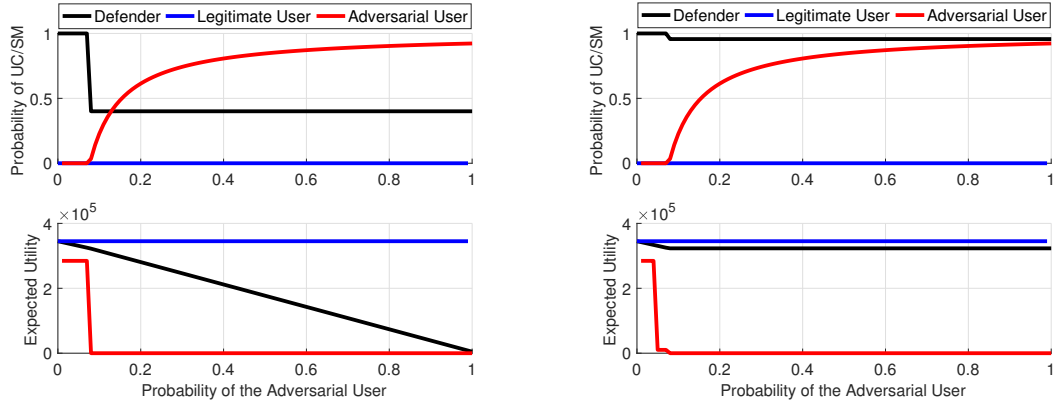 Defender Legitimate User Adversarial User
Probability of UC/SM
1
0.5
0
0 0.2 0.4 0.6 0.8 1
×10⁵
Expected Utility
4
2
0
0 0.2 0.4 0.6 0.8 1
Probability of the Adversarial User
Defender Legitimate User Adversarial User
Probability of UC/SM
1
0.5
0
0 0.2 0.4 0.6 0.8 1
×10⁵
Expected Utility
4
2
0
0 0.2 0.4 0.6 0.8 1
Probability of the Adversarial User